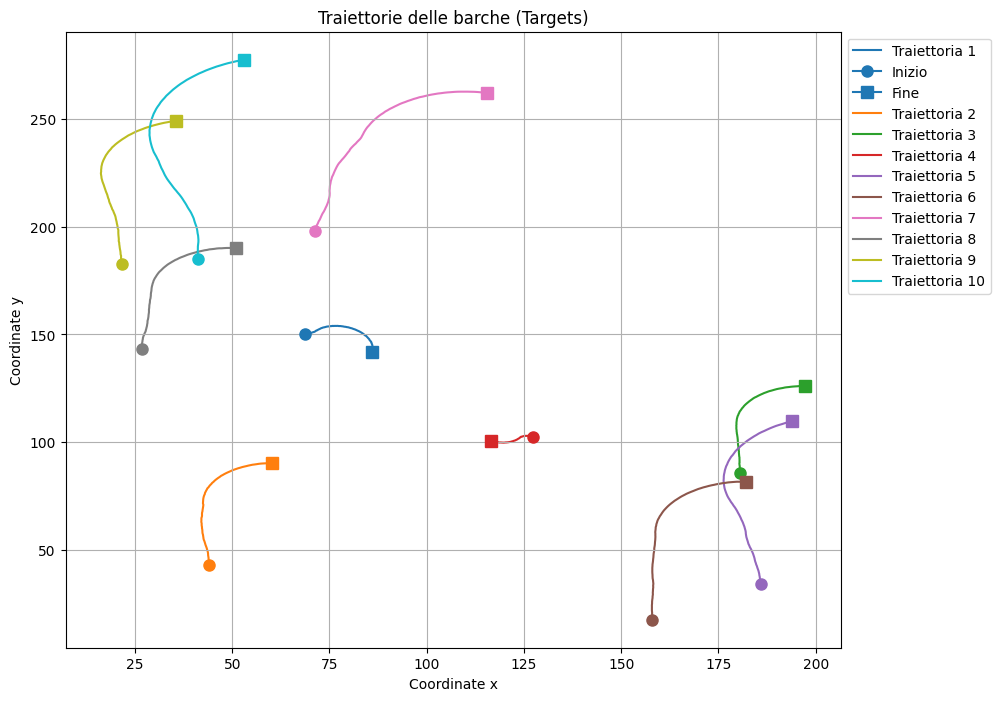 Traiettorie delle barche (Targets)
Traiettoria 1
Inizio
Fine
Traiettoria 2
Traiettoria 3
Traiettoria 4
Traiettoria 5
Traiettoria 6
Traiettoria 7
Traiettoria 8
Traiettoria 9
Traiettoria 10
Coordinate y
250
200
150
100
50
25 50 75 100 125 150 175 200
Coordinate x